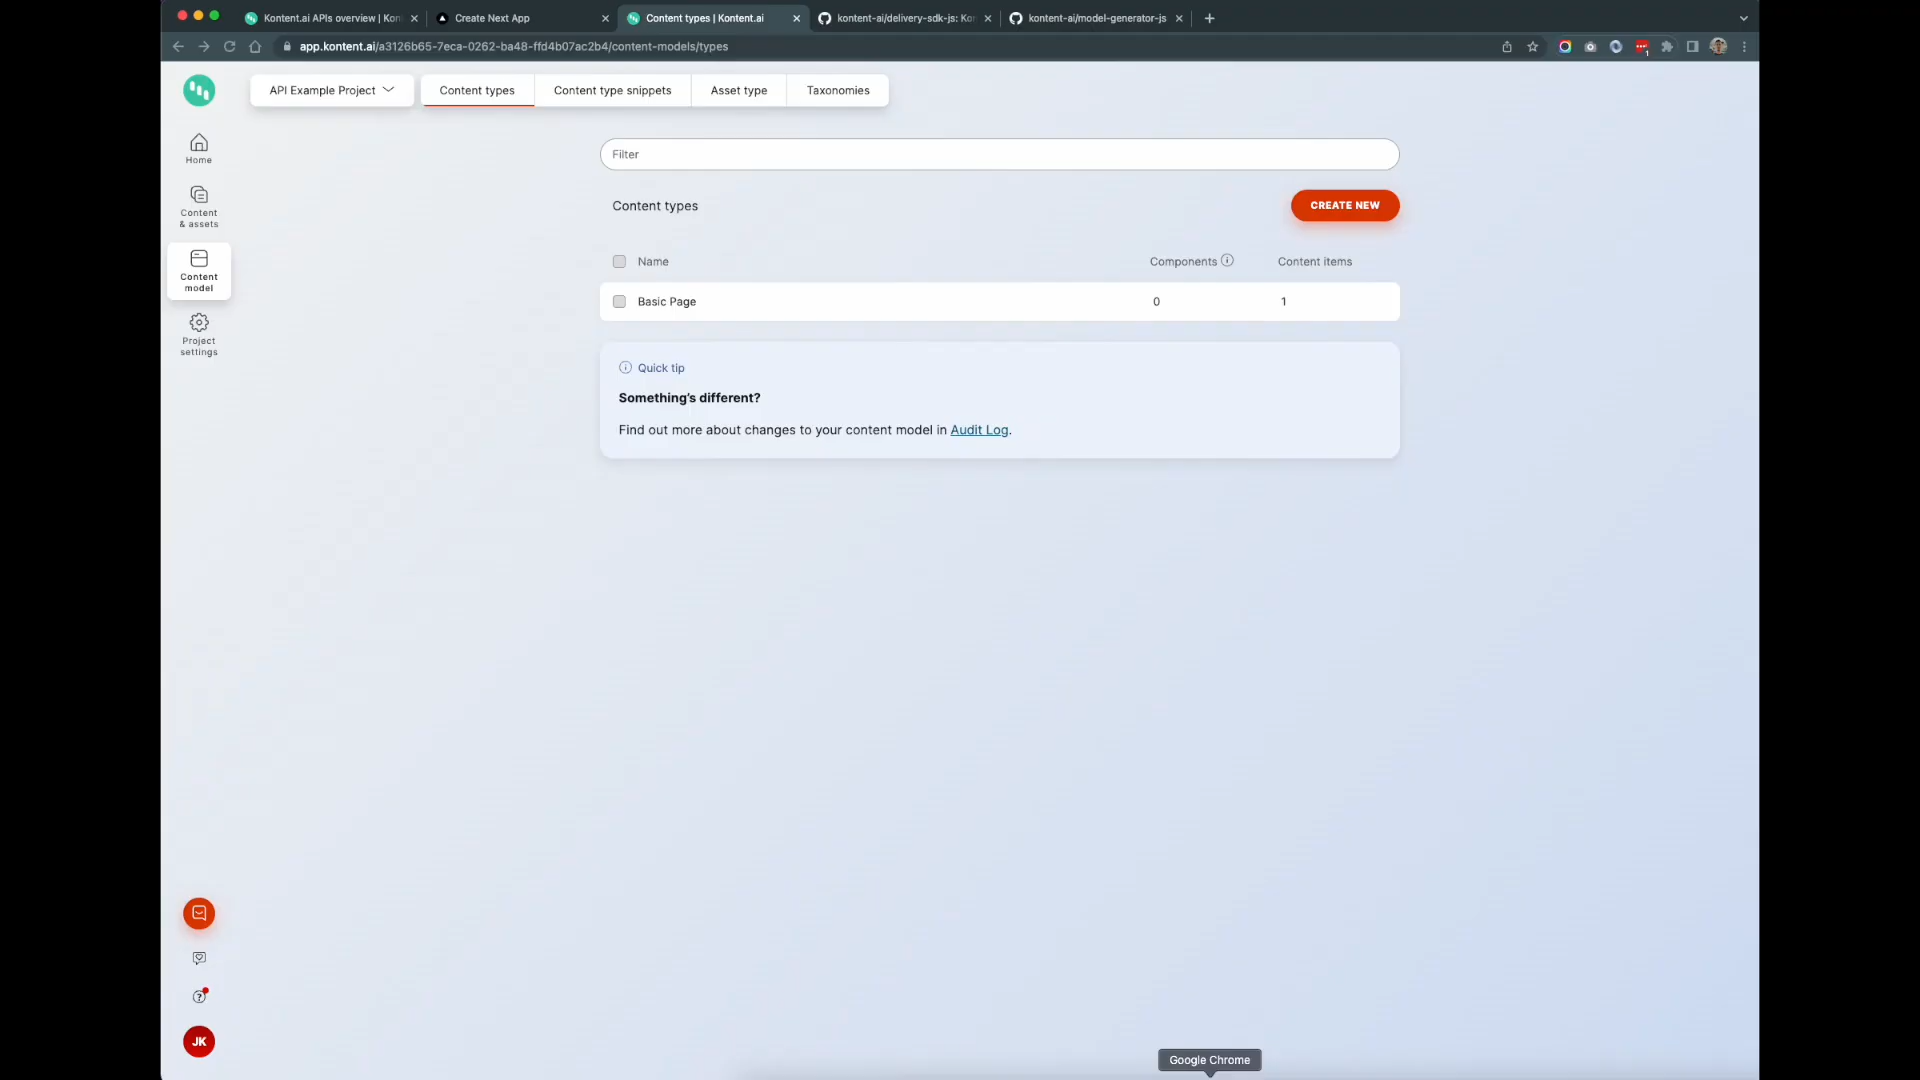 Kontent.ai APIs overview | Kon
Create Next App
Content types | Kontent.ai
kontent-ai/delivery-sdk-js: Kon
kontent-ai/model-generator-js
app.kontent.ai/a3126b65-7eca-0262-ba48-ffd4b07ac2b4/content-models/types
API Example Project
Content types
Content type snippets
Asset type
Taxonomies
Home
Content
& assets
Content
model
Project
settings
Filter
Content types
CREATE NEW
Name
Components
Content items
Basic Page
0
1
Quick tip
Something's different?
Find out more about changes to your content model in Audit Log.
JK
Google Chrome